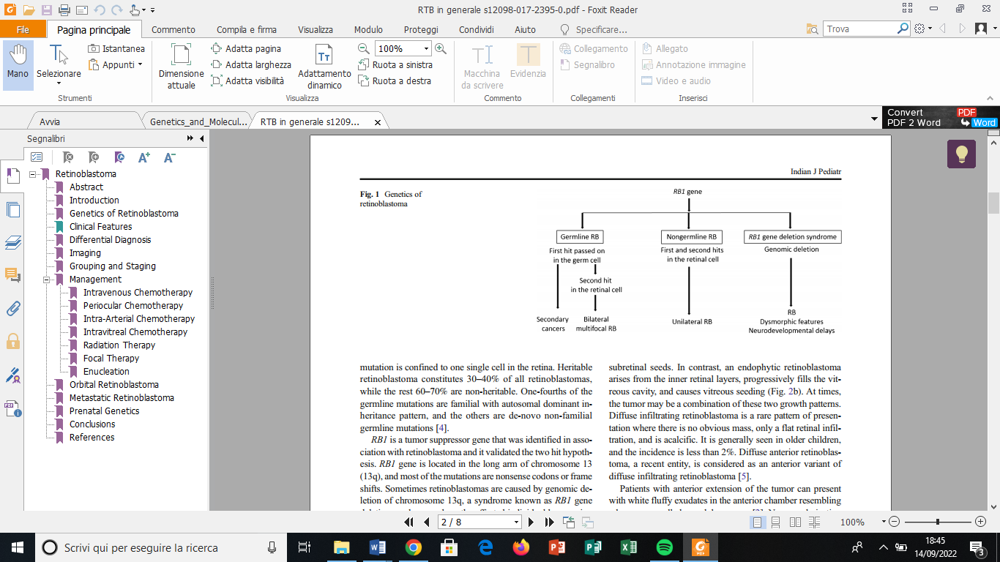 RTB in generale s12098-017-2395-0.pdf - Foxit Reader
File
Pagina principale
Commento
Compila e firma
Visualizza
Modulo
Proteggi
Condividi
Aiuto
Specificare...
Trova
Mano
Selezionare
Istantanea
Appunti
Strumenti
Dimensione
attuale
Adatta pagina
Adatta larghezza
Adatta visibilità
Adattamento
dinamico
100%
Ruota a sinistra
Ruota a destra
Visualizza
Macchina
da scrivere
Evidenzia
Commento
Collegamento
Segnalibro
Collegamenti
Allegato
Annotazione immagine
Video e audio
Inserisci
Avvia
Genetics_and_Molecul...
RTB in generale s1209...
Convert
PDF 2 Word
PDF
Word
Segnalibri
Retinoblastoma
Abstract
Introduction
Genetics of Retinoblastoma
Clinical Features
Differential Diagnosis
Imaging
Grouping and Staging
Management
Intravenous Chemotherapy
Periocular Chemotherapy
Intra-Arterial Chemotherapy
Intravitreal Chemotherapy
Radiation Therapy
Focal Therapy
Enucleation
Orbital Retinoblastoma
Metastatic Retinoblastoma
Prenatal Genetics
Conclusions
References
Indian J Pediatr
Fig. 1 Genetics of
retinoblastoma
RB1 gene
Germline RB
First hit passed on
in the germ cell
Second hit
in the retinal cell
Secondary
cancers
Bilateral
multifocal RB
Nongermline RB
First and second hits
in the retinal cell
Unilateral RB
RB1 gene deletion syndrome
Genomic deletion
RB
Dysmorphic features
Neurodevelopmental delays
mutation is confined to one single cell in the retina. Heritable
retinoblastoma constitutes 30–40% of all retinoblastomas,
while the rest 60–70% are non-heritable. One-fourths of the
germline mutations are familial with autosomal dominant in-
heritance pattern, and the others are de-novo non-familial
germline mutations [4].
RB1 is a tumor suppressor gene that was identified in asso-
ciation with retinoblastoma and it validated the two hit hypoth-
esis. RB1 gene is located in the long arm of chromosome 13
(13q), and most of the mutations are nonsense codons or frame
shifts. Sometimes retinoblastomas are caused by genomic de-
letion of chromosome 13q, a syndrome known as RB1 gene
subretinal seeds. In contrast, an endophytic retinoblastoma
arises from the inner retinal layers, progressively fills the vit-
reous cavity, and causes vitreous seeding (Fig. 2b). At times,
the tumor may be a combination of these two growth patterns.
Diffuse infiltrating retinoblastoma is a rare pattern of presen-
tation where there is no obvious mass, only a flat retinal infil-
tration, and is acalcific. It is generally seen in older children,
and the incidence is less than 2%. Diffuse anterior retinoblas-
toma, a recent entity, is considered as an anterior variant of
diffuse infiltrating retinoblastoma [5].
Patients with anterior extension of the tumor can present
with white fluffy exudates in the anterior chamber resembling
2 / 8
100%
Scrivi qui per eseguire la ricerca
18:45
14/09/2022
3